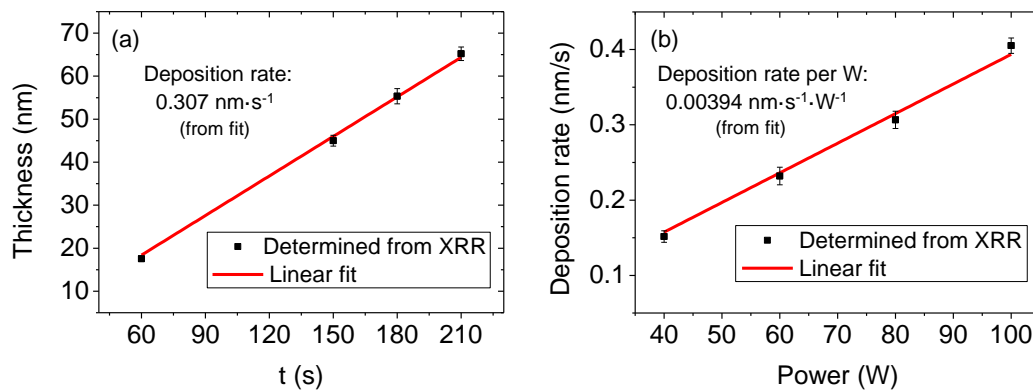 (a)
Deposition rate:
0.307 nm·s⁻¹
(from fit)
Determined from XRR
Linear fit
Thickness (nm)
70
60
50
40
30
20
10
60 90 120 150 180 210
t (s)
(b)
Deposition rate per W:
0.00394 nm·s⁻¹·W⁻¹
(from fit)
Determined from XRR
Linear fit
Deposition rate (nm/s)
0.4
0.3
0.2
0.1
40 50 60 70 80 90 100
Power (W)